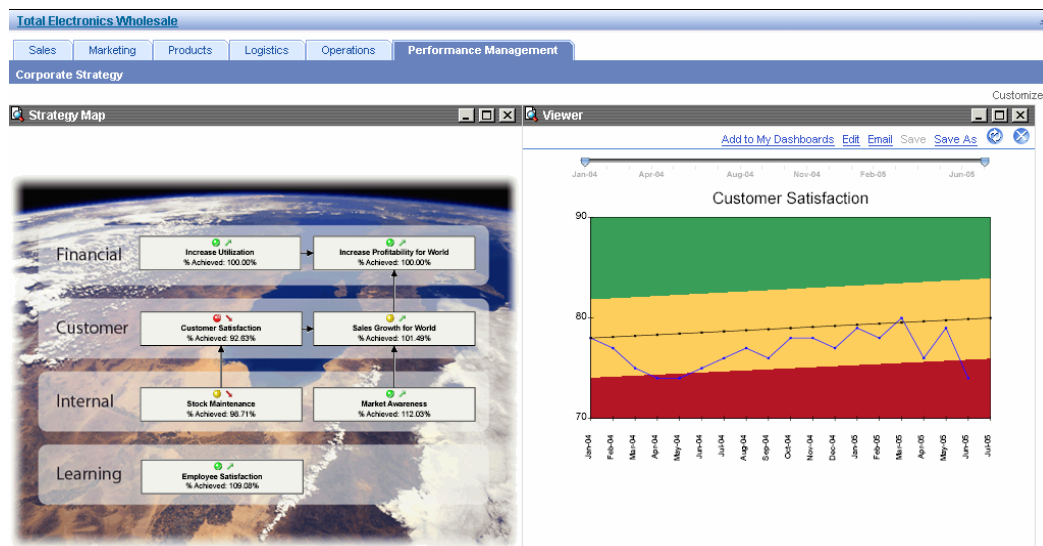 Total Electronics Wholesale
Sales Marketing Products Logistics Operations Performance Management
Corporate Strategy
Customize
Strategy Map
Financial
Increase Utilization
% Achieved: 100.00%
Increase Profitability for World
% Achieved: 100.00%
Customer
Customer Satisfaction
% Achieved: 92.63%
Sales Growth for World
% Achieved: 101.49%
Internal
Stock Maintenance
% Achieved: 98.71%
Market Awareness
% Achieved: 112.03%
Learning
Employee Satisfaction
% Achieved: 109.08%
Viewer
Add to My Dashboards Edit Email Save Save As
Jan-04 Apr-04 Aug-04 Nov-04 Feb-05 Jun-05
Customer Satisfaction
90
80
70
Jan-04 Feb-04 Mar-04 Apr-04 May-04 Jun-04 Jul-04 Aug-04 Sep-04 Oct-04 Nov-04 Dec-04 Jan-05 Feb-05 Mar-05 Apr-05 May-05 Jun-05 Jul-05